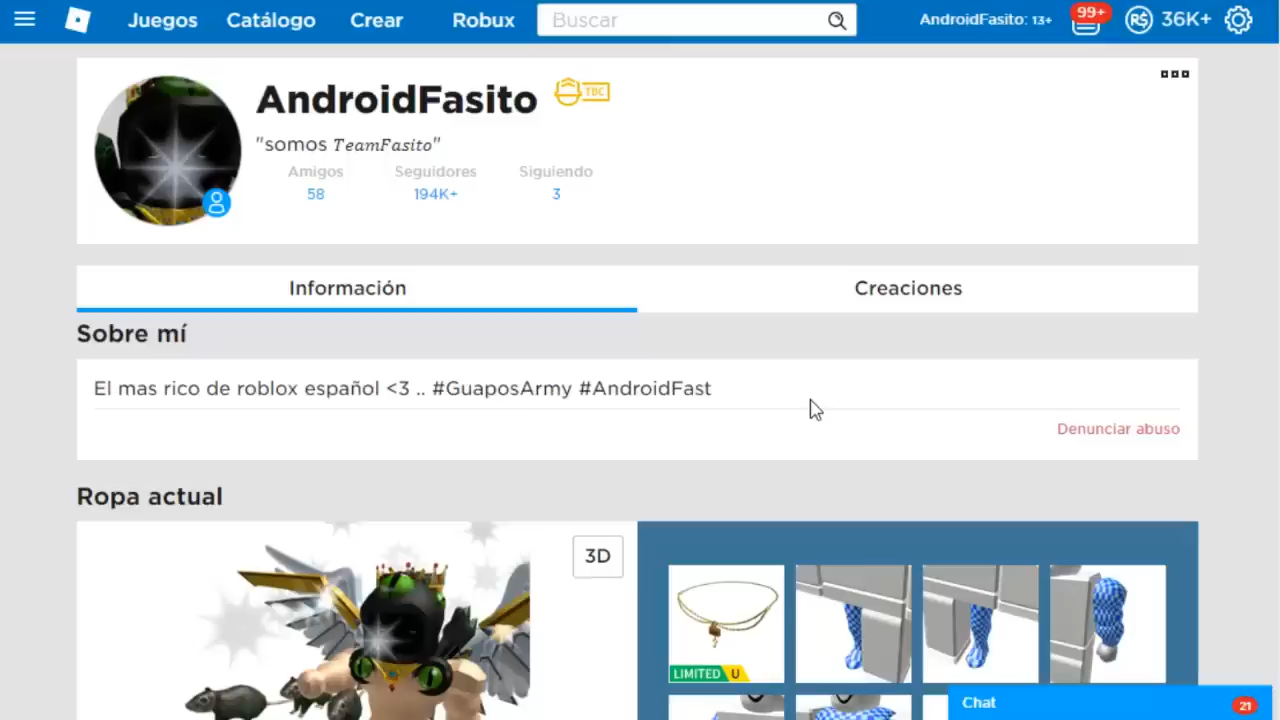 Juegos Catálogo Crear Robux Buscar AndroidFasito: 13+ 99+ R$ 36K+
AndroidFasito TBC
"somos TeamFasito"
Amigos Seguidores Siguiendo
58 194K+ 3
Información Creaciones
Sobre mí
El mas rico de roblox español <3 .. #GuaposArmy #AndroidFast
Denunciar abuso
Ropa actual
3D
LIMITED U
Chat 21